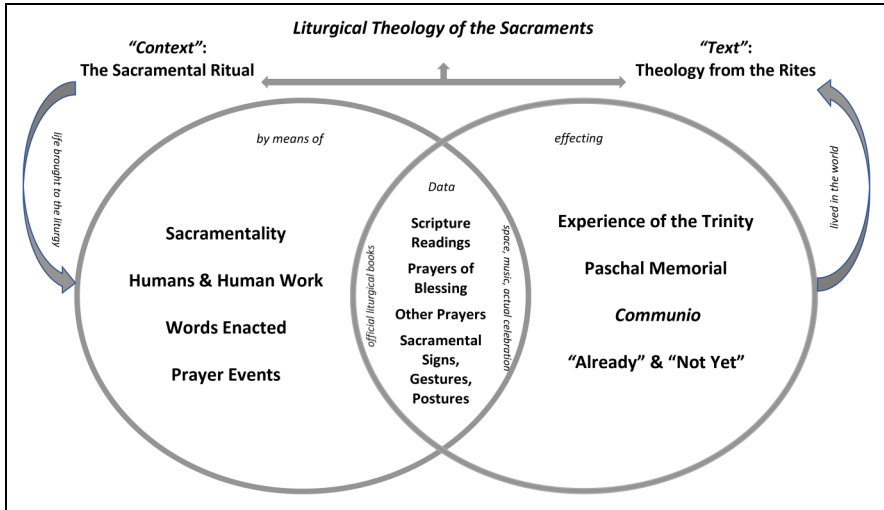 Liturgical Theology of the Sacraments
“Context”:
The Sacramental Ritual
“Text”:
Theology from the Rites
life brought to the liturgy
by means of
Sacramentality
Humans & Human Work
Words Enacted
Prayer Events
official liturgical books
Data
Scripture
Readings
Prayers of
Blessing
Other Prayers
Sacramental
Signs,
Gestures,
Postures
space, music, actual celebration
effecting
Experience of the Trinity
Paschal Memorial
Communio
“Already” & “Not Yet”
lived in the world